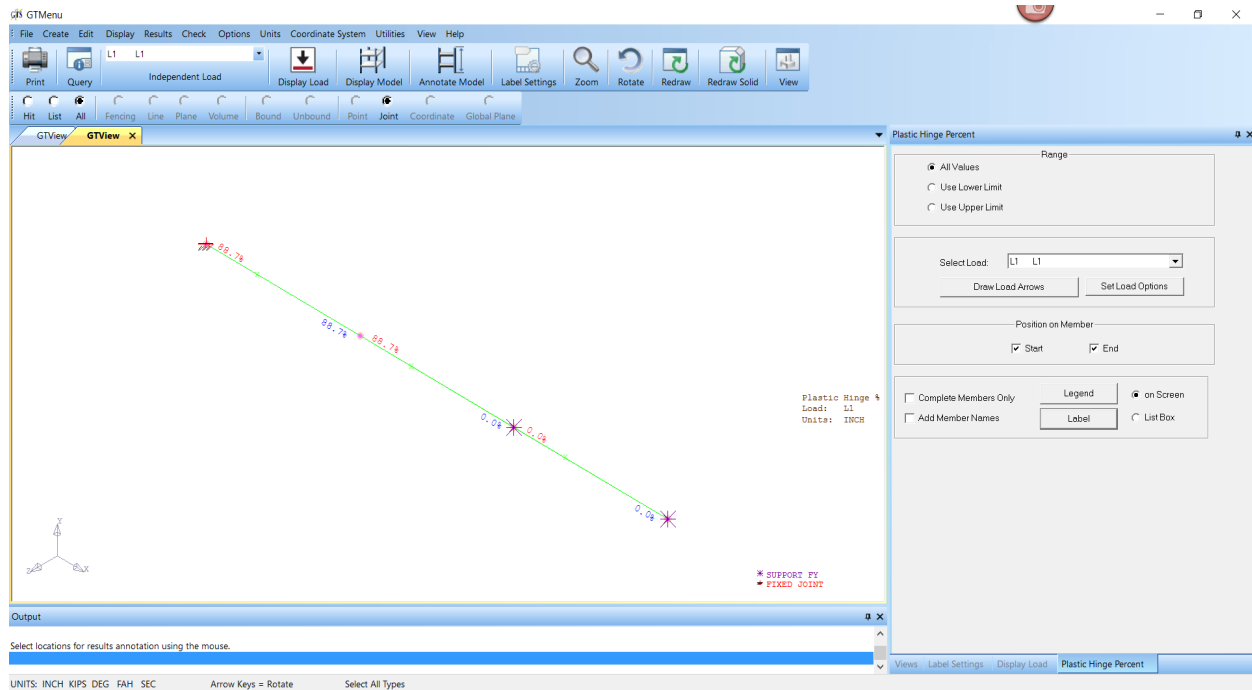 GTS GTMenu
File Create Edit Display Results Check Options Units Coordinate System Utilities View Help
L1 L1
Independent Load
Print Query Display Load Display Model Annotate Model Label Settings Zoom Rotate Redraw Redraw Solid View
Hit List All Fencing Line Plane Volume Bound Unbound Point Joint Coordinate Global Plane
GTView GTView
Plastic Hinge Percent
Range
All Values
Use Lower Limit
Use Upper Limit
Select Load: L1 L1
Draw Load Arrows Set Load Options
Position on Member
Start End
Complete Members Only Legend on Screen
Add Member Names Label List Box
88.7%
88.7%
88.7%
0.0%
0.0%
0.0%
Plastic Hinge %
Load: L1
Units: INCH
Y
Z X
SUPPORT FY
FIXED JOINT
Output
Select locations for results annotation using the mouse.
Views Label Settings Display Load Plastic Hinge Percent
UNITS: INCH KIPS DEG FAH SEC Arrow Keys = Rotate Select All Types